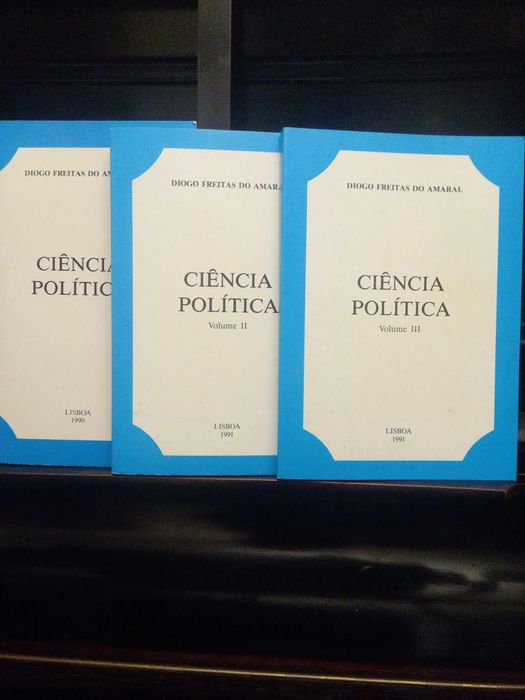 DIOGO FREITAS DO AM
CIÊNCIA
POLÍTIC
LISBOA
1990
DIOGO FREITAS DO AMARA
CIÊNCIA
POLÍTICA
Volume II
LISBOA
1991
DIOGO FREITAS DO AMARAL
CIÊNCIA
POLÍTICA
Volume III
LISBOA
1991